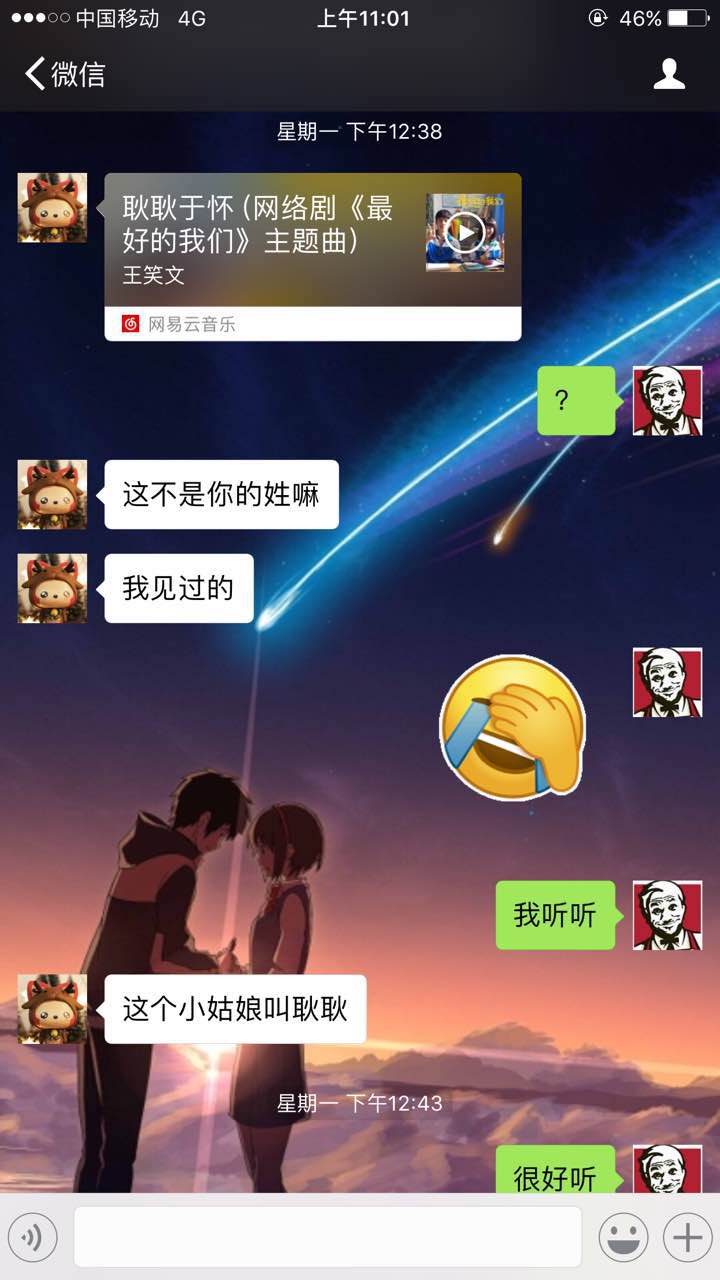 中国移动 4G 上午11:01 46%
微信
星期一 下午12:38
耿耿于怀（网络剧《最
好的我们》主题曲）
王笑文
网易云音乐
？
这不是你的姓嘛
我见过的
我听听
这个小姑娘叫耿耿
星期一 下午12:43
很好听